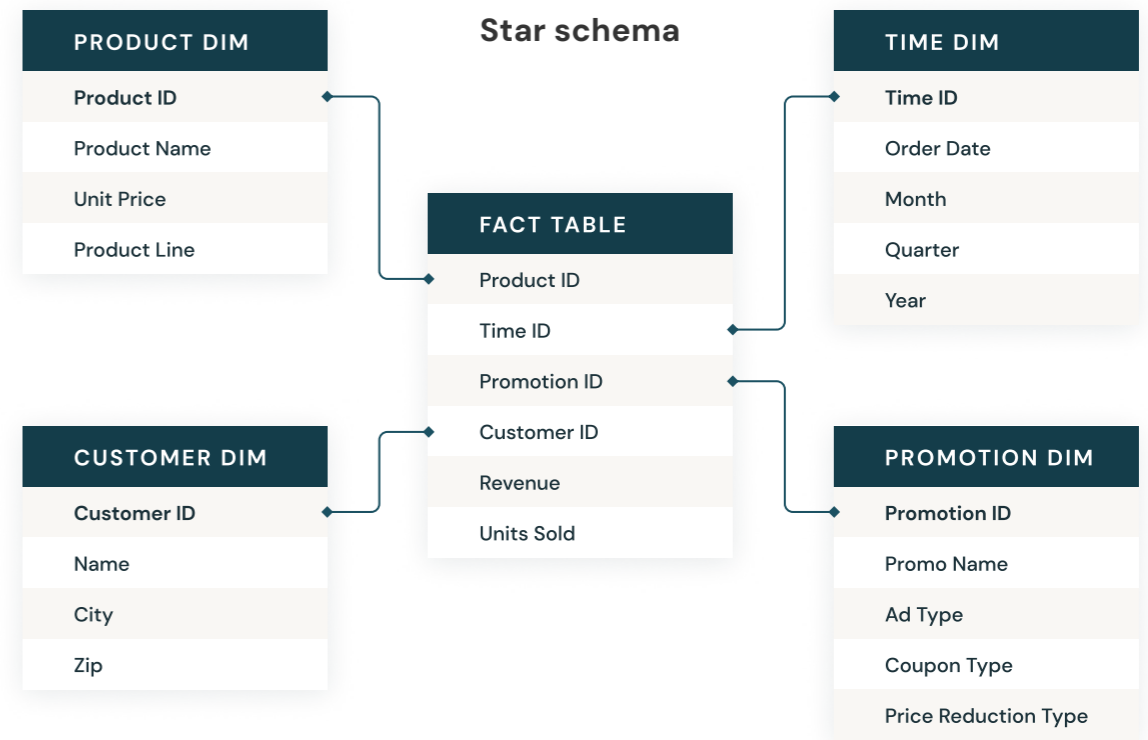 Star schema
PRODUCT DIM
Product ID
Product Name
Unit Price
Product Line
TIME DIM
Time ID
Order Date
Month
Quarter
Year
FACT TABLE
Product ID
Time ID
Promotion ID
Customer ID
Revenue
Units Sold
CUSTOMER DIM
Customer ID
Name
City
Zip
PROMOTION DIM
Promotion ID
Promo Name
Ad Type
Coupon Type
Price Reduction Type